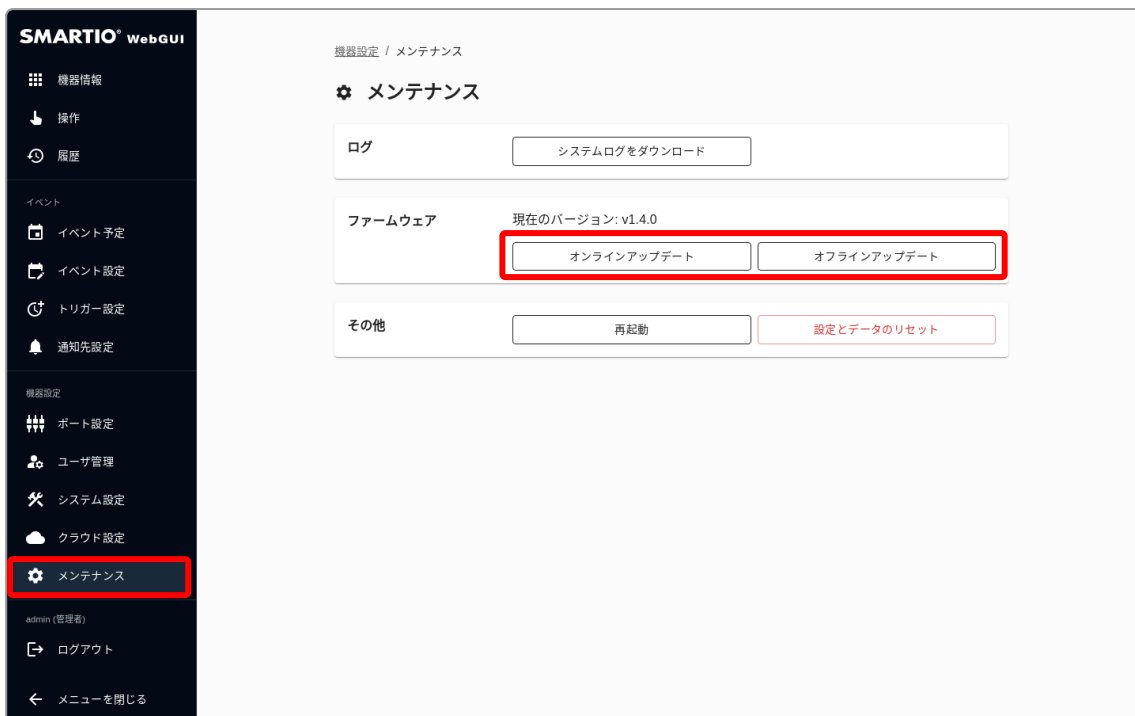 SMARTIO® WebGUI
機器情報
操作
履歴
イベント
イベント予定
イベント設定
トリガー設定
通知先設定
機器設定
ポート設定
ユーザ管理
システム設定
クラウド設定
メンテナンス
admin (管理者)
ログアウト
メニューを閉じる
機器設定 / メンテナンス
メンテナンス
ログ
システムログをダウンロード
ファームウェア
現在のバージョン: v1.4.0
オンラインアップデート オフラインアップデート
その他
再起動 設定とデータのリセット